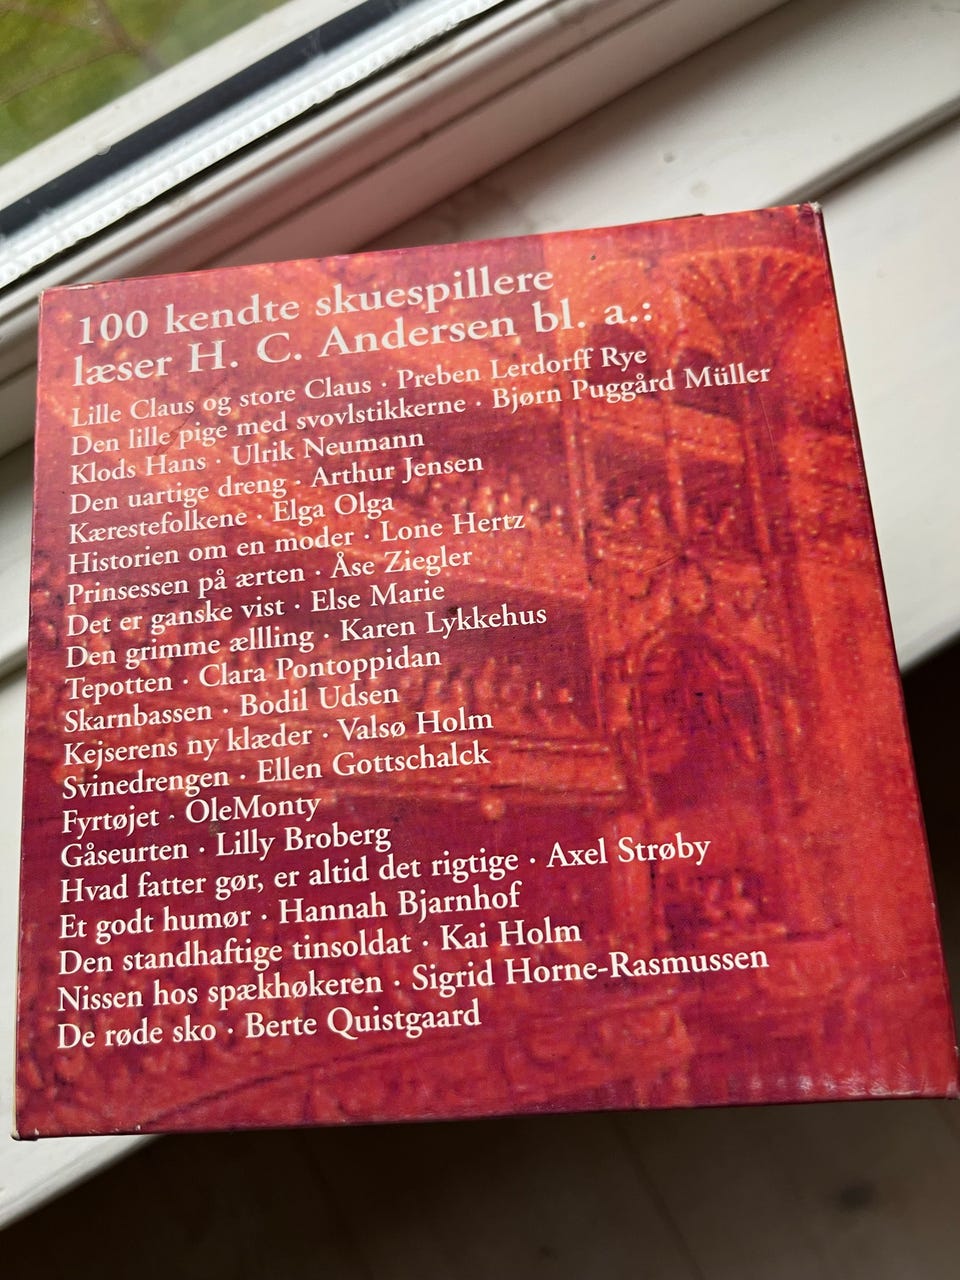 100 kendte skuespillere
læser H. C. Andersen bl. a.:
Lille Claus og store Claus · Preben Lerdorff Rye
Den lille pige med svovlstikkerne · Bjørn Puggård Müller
Klods Hans · Ulrik Neumann
Den uartige dreng · Arthur Jensen
Kærestefolkene · Elga Olga
Historien om en moder · Lone Hertz
Prinsessen på ærten · Åse Ziegler
Det er ganske vist · Else Marie
Den grimme ællling · Karen Lykkehus
Tepotten · Clara Pontoppidan
Skarnbassen · Bodil Udsen
Kejserens ny klæder · Valsø Holm
Svinedrengen · Ellen Gottschalck
Fyrtøjet · OleMonty
Gåseurten · Lilly Broberg
Hvad fatter gør, er altid det rigtige · Axel Strøby
Et godt humør · Hannah Bjarnhof
Den standhaftige tinsoldat · Kai Holm
Nissen hos spækhøkeren · Sigrid Horne-Rasmussen
De røde sko · Berte Quistgaard